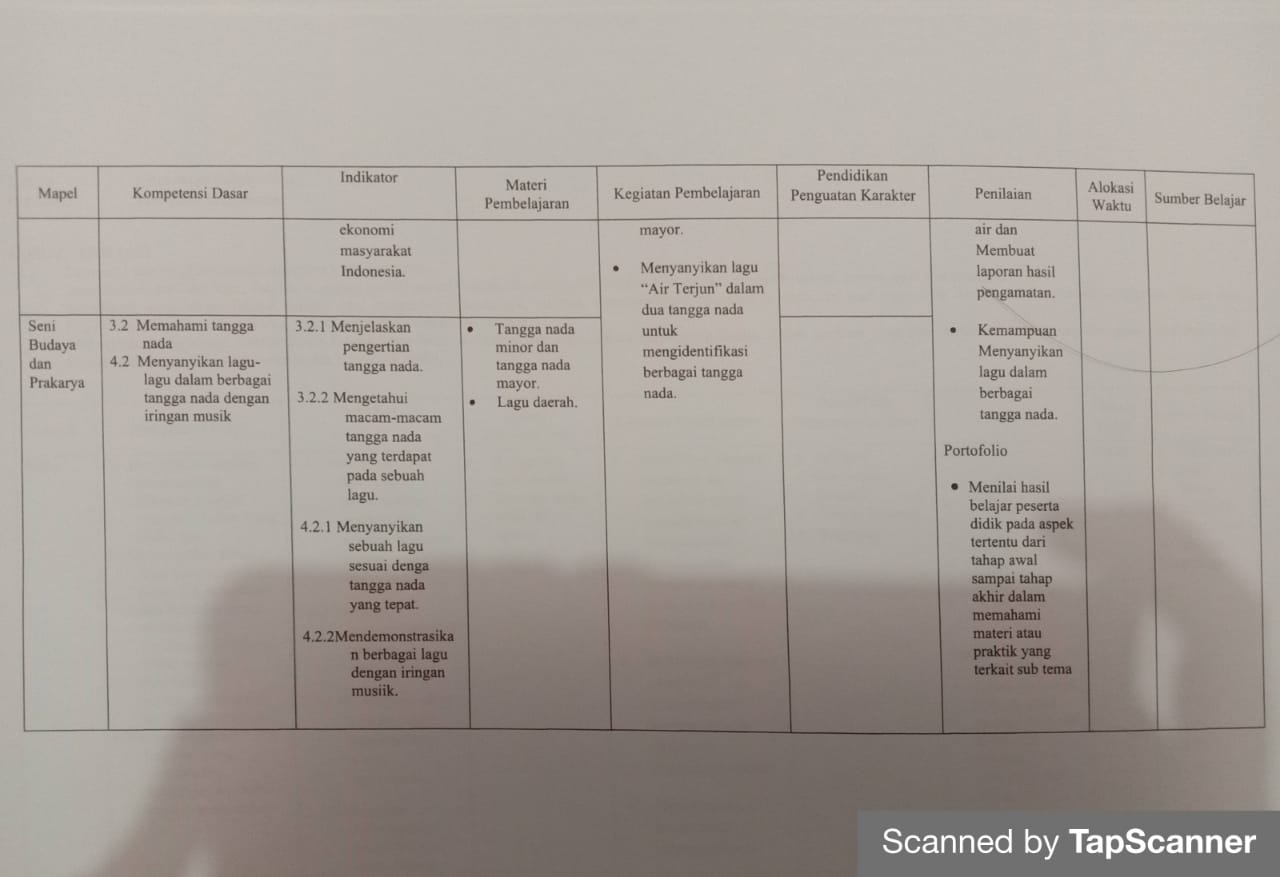 Mapel
Kompetensi Dasar
Indikator
Materi
Pembelajaran
Kegiatan Pembelajaran
Pendidikan
Penguatan Karakter
Penilaian
Alokasi
Waktu
Sumber Belajar
ekonomi
masyarakat
Indonesia.
mayor.
• Menyanyikan lagu
“Air Terjun” dalam
dua tangga nada
untuk
mengidentifikasi
berbagai tangga
nada.
air dan
Membuat
laporan hasil
pengamatan.
• Kemampuan
Menyanyikan
lagu dalam
berbagai
tangga nada.
Portofolio
• Menilai hasil
belajar peserta
didik pada aspek
tertentu dari
tahap awal
sampai tahap
akhir dalam
memahami
materi atau
praktik yang
terkait sub tema
Seni
Budaya
dan
Prakarya
3.2 Memahami tangga
nada
4.2 Menyanyikan lagu-
lagu dalam berbagai
tangga nada dengan
iringan musik
3.2.1 Menjelaskan
pengertian
tangga nada.
3.2.2 Mengetahui
macam-macam
tangga nada
yang terdapat
pada sebuah
lagu.
4.2.1 Menyanyikan
sebuah lagu
sesuai denga
tangga nada
yang tepat.
4.2.2Mendemonstrasika
n berbagai lagu
dengan iringan
musiik.
• Tangga nada
minor dan
tangga nada
mayor.
• Lagu daerah.
Scanned by TapScanner